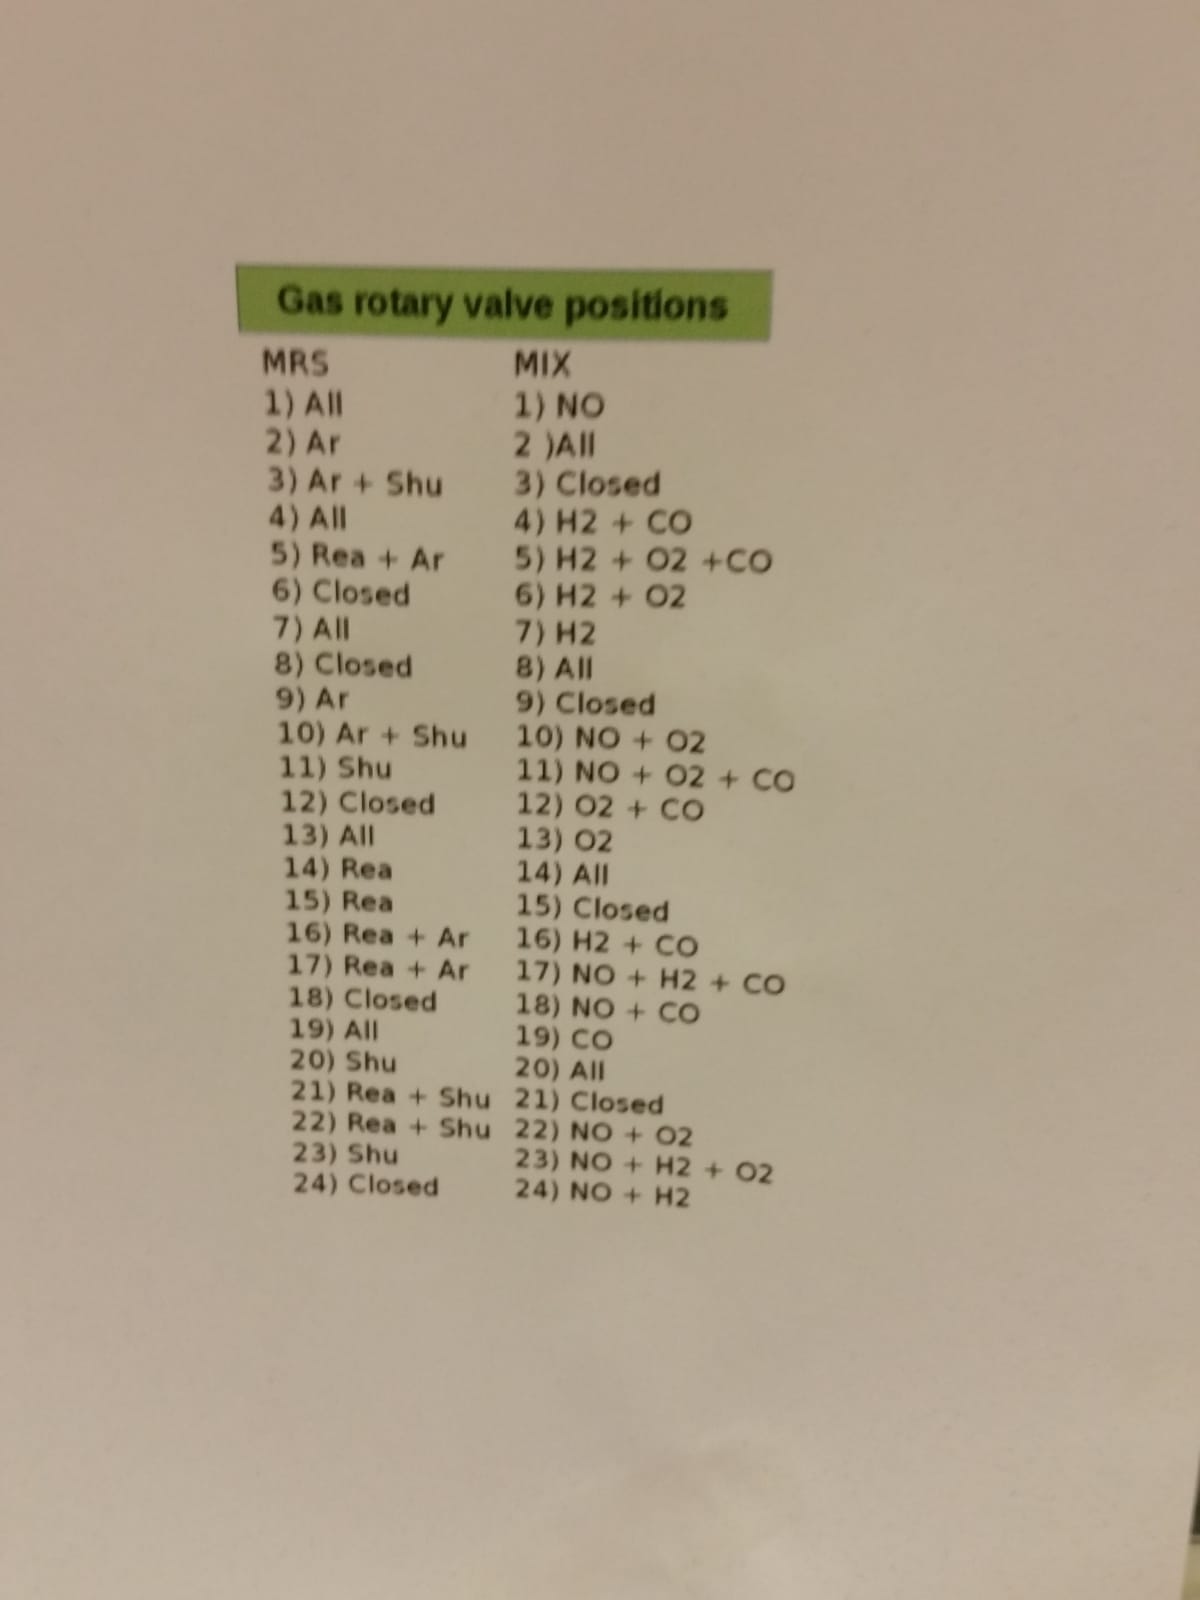 Gas rotary valve positions
MRS MIX
1) All 1) NO
2) Ar 2 )All
3) Ar + Shu 3) Closed
4) All 4) H2 + CO
5) Rea + Ar 5) H2 + O2 +CO
6) Closed 6) H2 + O2
7) All 7) H2
8) Closed 8) All
9) Ar 9) Closed
10) Ar + Shu 10) NO + O2
11) Shu 11) NO + O2 + CO
12) Closed 12) O2 + CO
13) All 13) O2
14) Rea 14) All
15) Rea 15) Closed
16) Rea + Ar 16) H2 + CO
17) Rea + Ar 17) NO + H2 + CO
18) Closed 18) NO + CO
19) All 19) CO
20) Shu 20) All
21) Rea + Shu 21) Closed
22) Rea + Shu 22) NO + O2
23) Shu 23) NO + H2 + O2
24) Closed 24) NO + H2